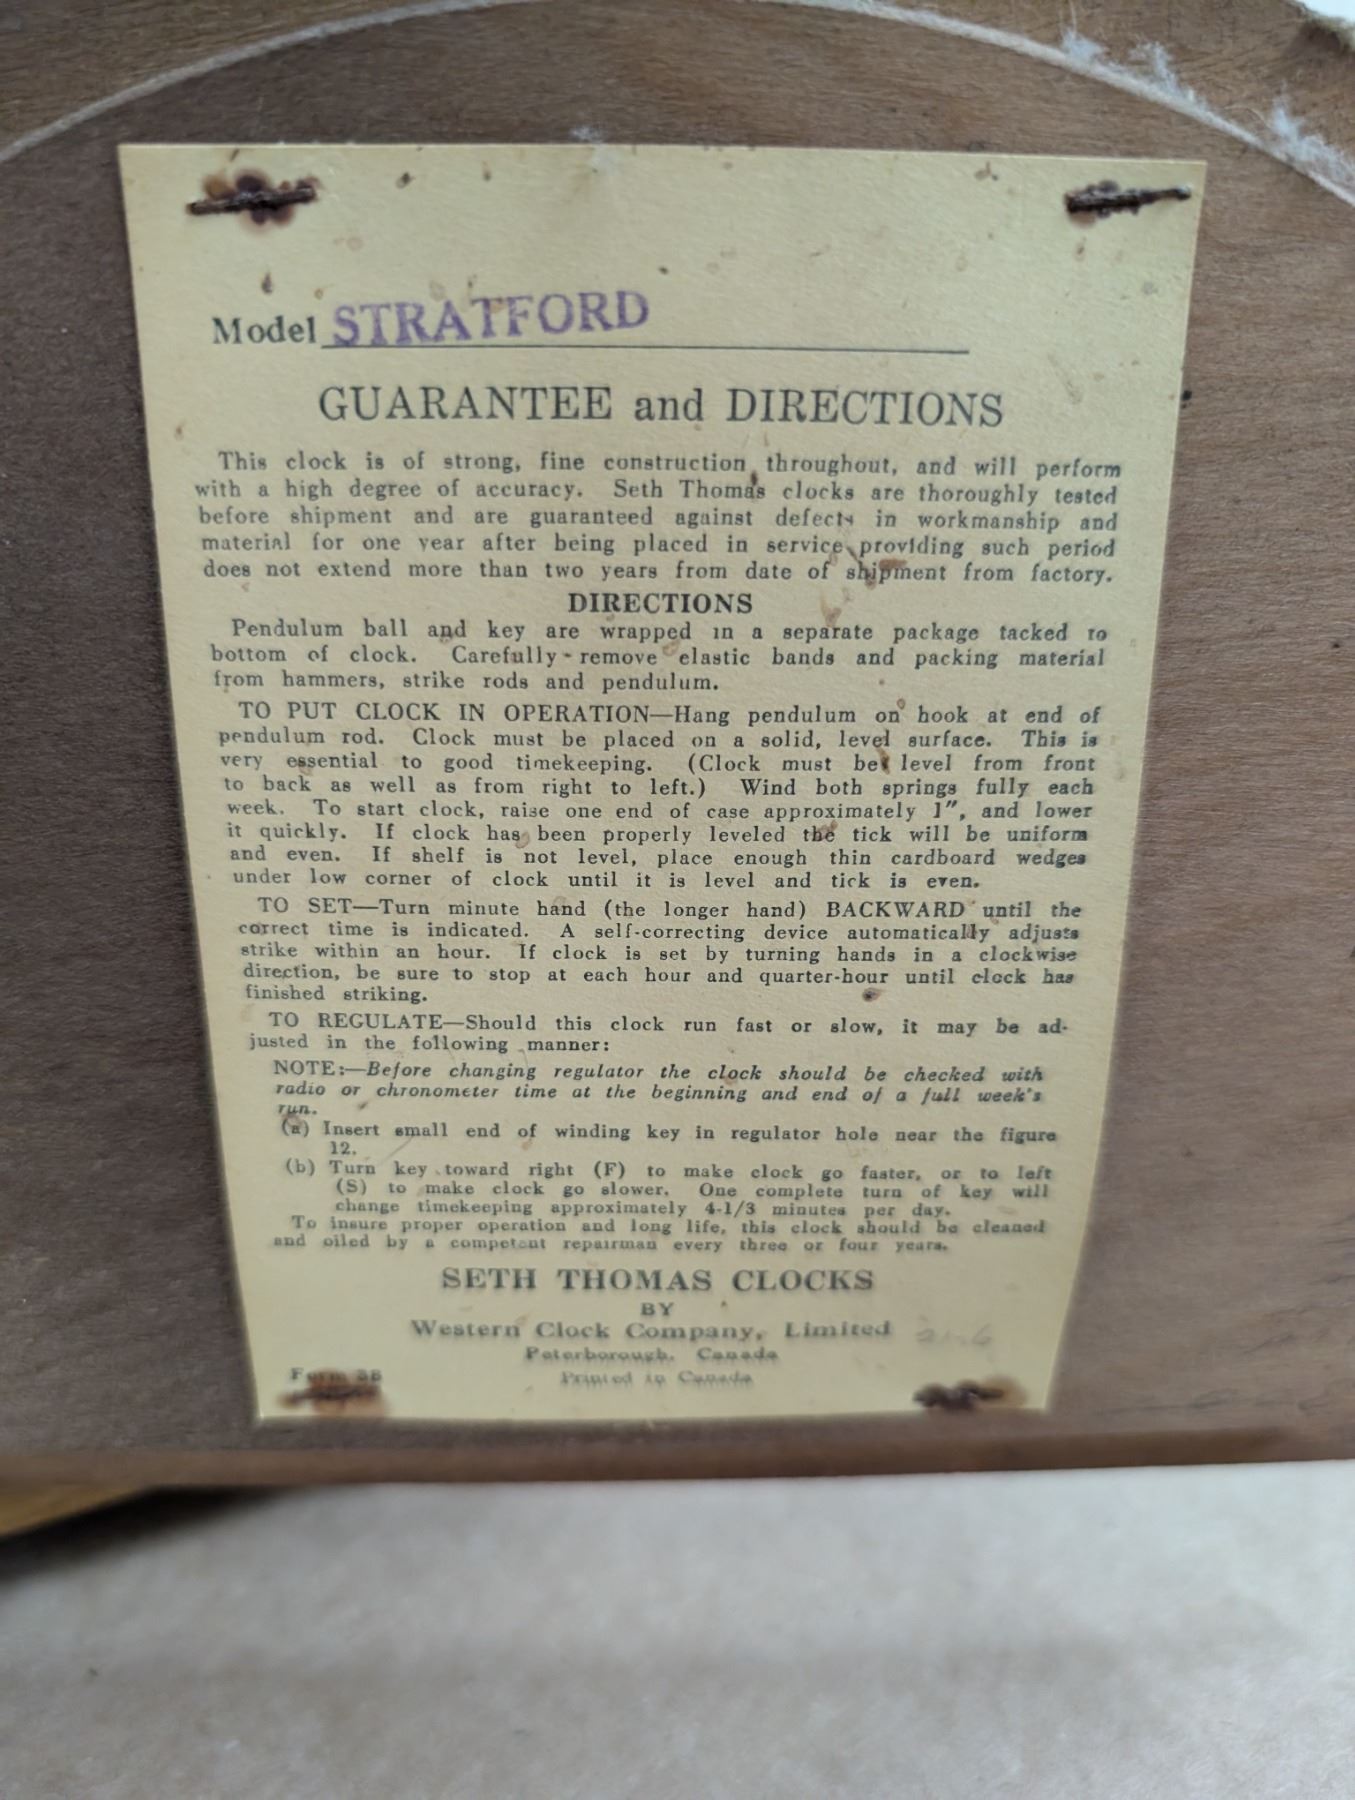 Model STRATFORD
GUARANTEE and DIRECTIONS
This clock is of strong, fine construction throughout, and will perform
with a high degree of accuracy. Seth Thomas clocks are thoroughly tested
before shipment and are guaranteed against defects in workmanship and
material for one year after being placed in service providing such period
does not extend more than two years from date of shipment from factory.
DIRECTIONS
Pendulum ball and key are wrapped in a separate package tacked to
bottom of clock. Carefully remove elastic bands and packing material
from hammers, strike rods and pendulum.
TO PUT CLOCK IN OPERATION—Hang pendulum on hook at end of
pendulum rod. Clock must be placed on a solid, level surface. This is
very essential to good timekeeping. (Clock must be level from front
to back as well as from right to left.) Wind both springs fully each
week. To start clock, raise one end of case approximately 1″, and lower
it quickly. If clock has been properly leveled the tick will be uniform
and even. If shelf is not level, place enough thin cardboard wedges
under low corner of clock until it is level and tick is even.
TO SET—Turn minute hand (the longer hand) BACKWARD until the
correct time is indicated. A self-correcting device automatically adjusts
strike within an hour. If clock is set by turning hands in a clockwise
direction, be sure to stop at each hour and quarter-hour until clock has
finished striking.
TO REGULATE—Should this clock run fast or slow, it may be ad-
justed in the following manner:
NOTE:—Before changing regulator the clock should be checked with
radio or chronometer time at the beginning and end of a full week's
run.
(a) Insert small end of winding key in regulator hole near the figure
12.
(b) Turn key toward right (F) to make clock go faster, or to left
(S) to make clock go slower. One complete turn of key will
change timekeeping approximately 4-1/3 minutes per day.
To insure proper operation and long life, this clock should be cleaned
and oiled by a competent repairman every three or four years.
SETH THOMAS CLOCKS
BY
Western Clock Company, Limited
Peterborough, Canada
Form
Printed in Canada